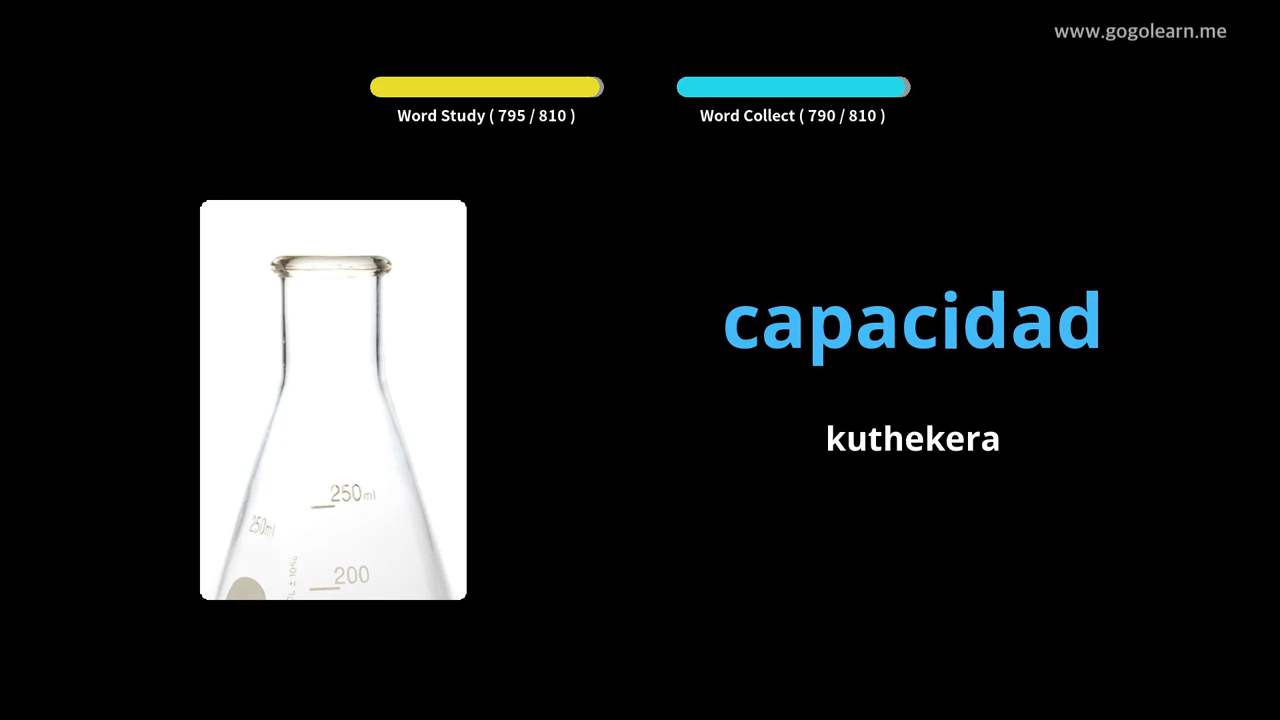 www.gogolearn.me
Word Study ( 795 / 810 )
Word Collect ( 790 / 810 )
capacidad
kuthekera
250ml
250ml
200